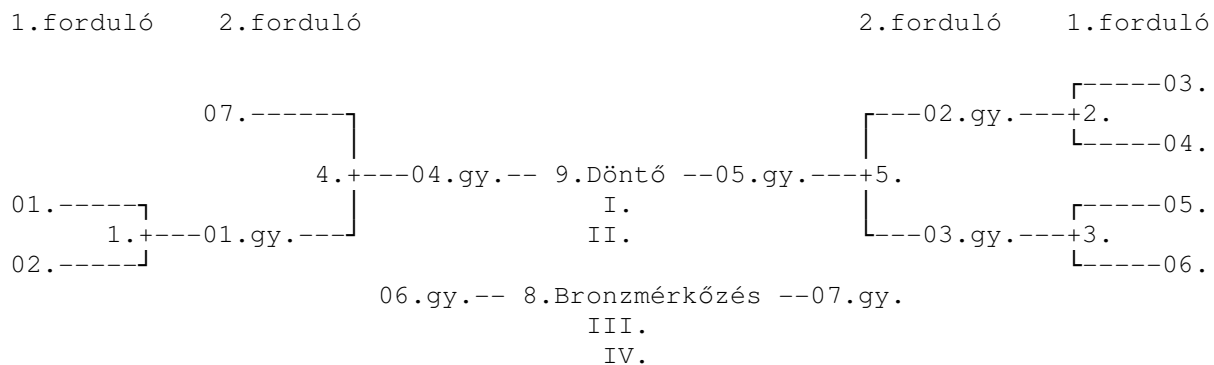 1.forduló 2.forduló 2.forduló 1.forduló
┌-----03.
07.------┐ ┌---02.gy.---+2.
│ │ └-----04.
4.+---04.gy.-- 9.Döntő --05.gy.---+5.
01.-----┐ │ I. │ ┌-----05.
1.+---01.gy.---┘ II. └---03.gy.---+3.
02.-----┘ └-----06.
06.gy.-- 8.Bronzmérkőzés --07.gy.
III.
IV.